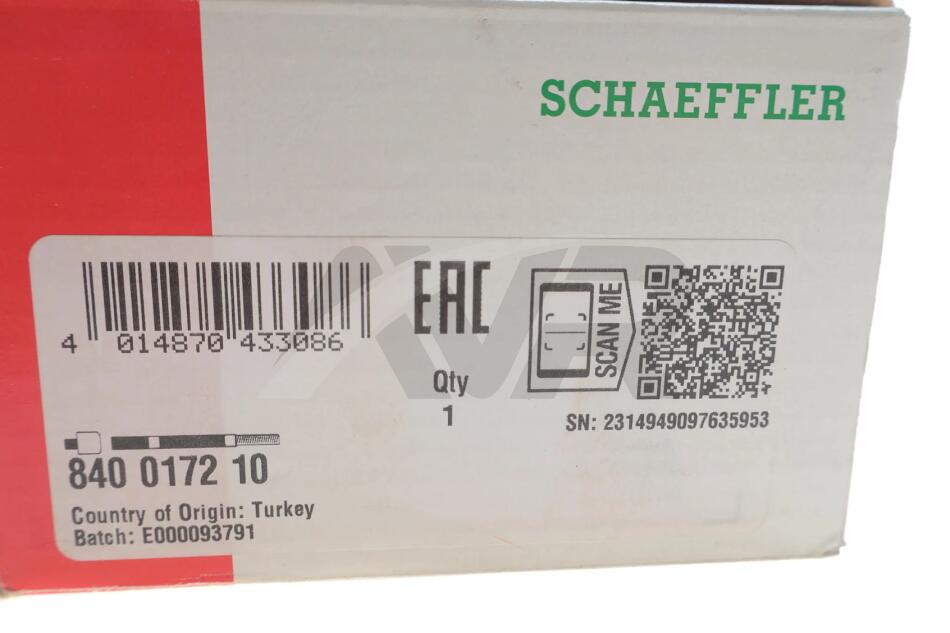 SCHAEFFLER
4 014870 433086
EAC
SCAN ME
Qty
1
SN: 2314949097635953
840 0172 10
Country of Origin: Turkey
Batch: E000093791
AVR